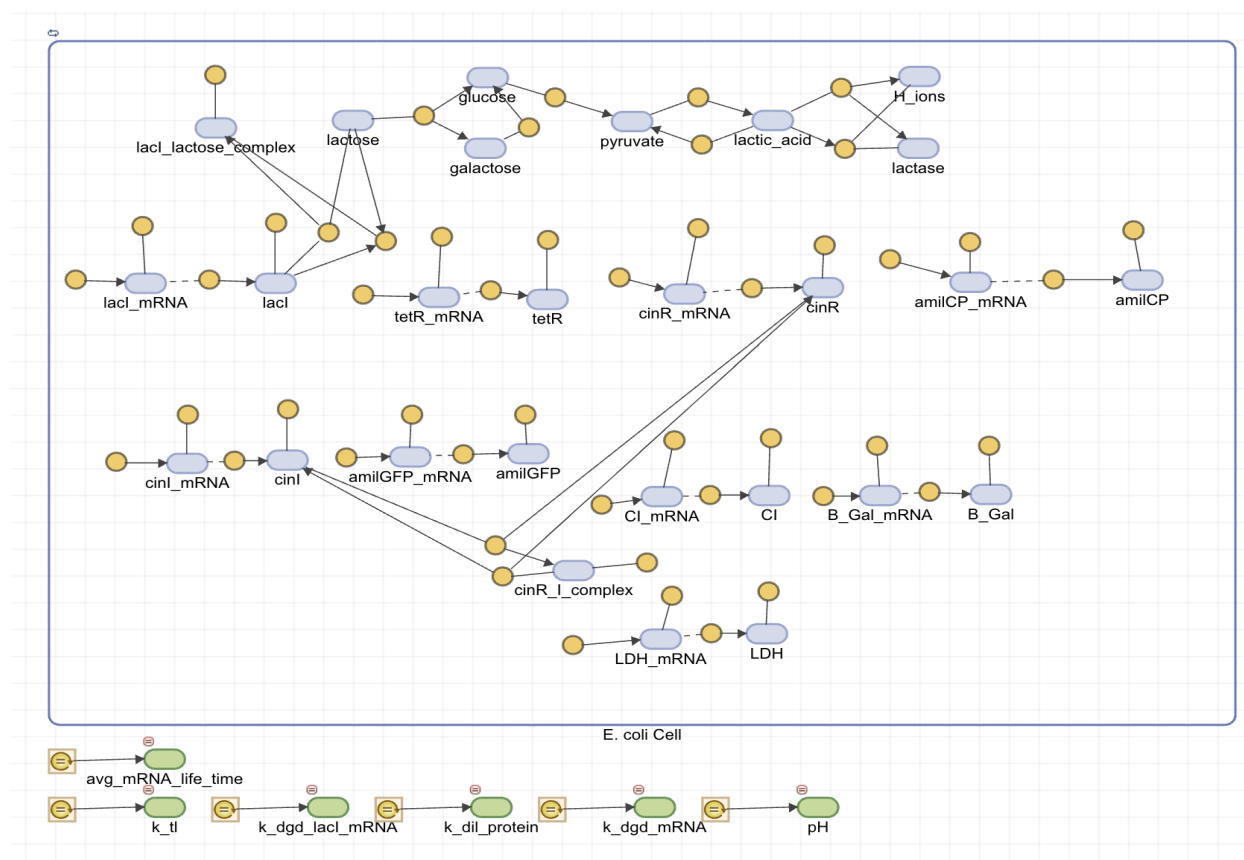 glucose
H_ions
lacI_lactose_complex
lactose
pyruvate
lactic_acid
galactose
lactase
lacI_mRNA
lacI
tetR_mRNA
tetR
cinR_mRNA
cinR
amilCP_mRNA
amilCP
cinI_mRNA
cinI
amilGFP_mRNA
amilGFP
CI_mRNA
CI
B_Gal_mRNA
B_Gal
cinR_I_complex
LDH_mRNA
LDH
E. coli Cell
avg_mRNA_life_time
k_tl
k_dgd_lacI_mRNA
k_dil_protein
k_dgd_mRNA
pH